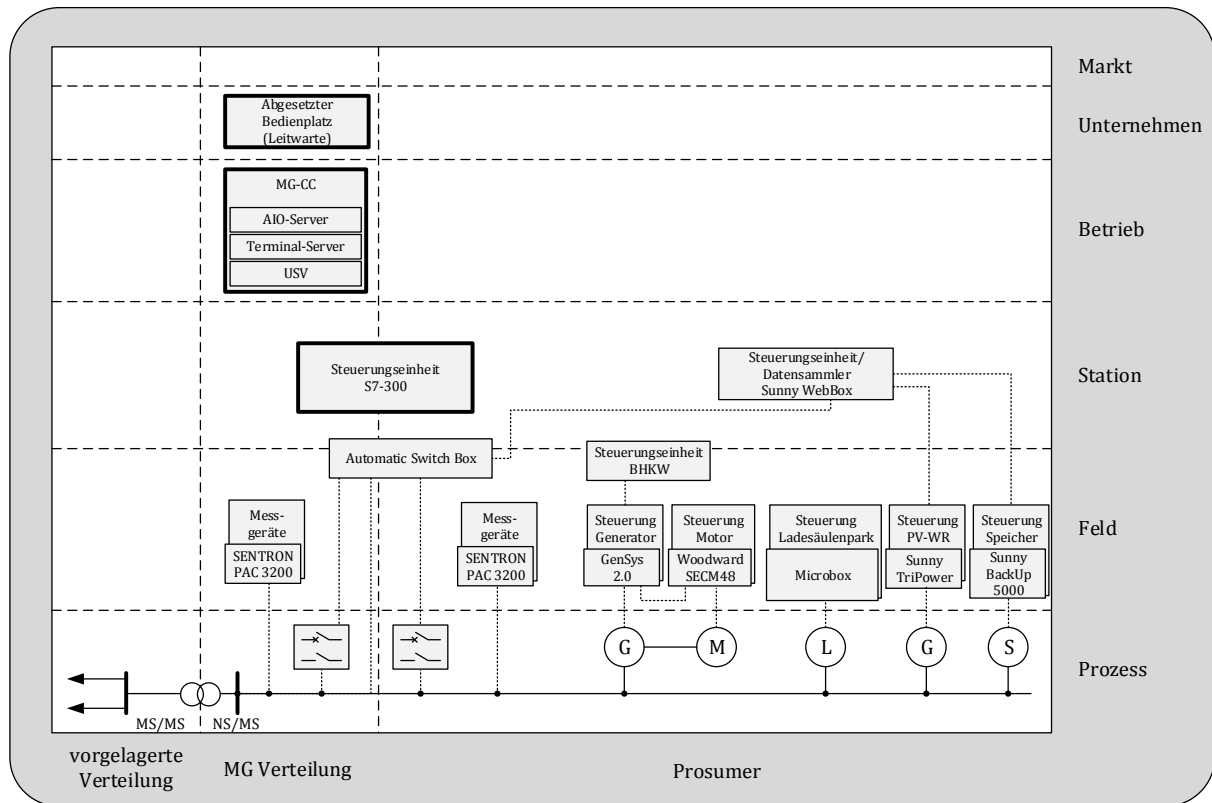 Markt
Abgesetzter
Bedienplatz
(Leitwarte)
Unternehmen
MG-CC
AIO-Server
Terminal-Server
USV
Betrieb
Steuerungseinheit
S7-300
Steuerungseinheit/
Datensammler
Sunny WebBox
Station
Automatic Switch Box
Steuerungseinheit
BHKW
Mess-
geräte
SENTRON
PAC 3200
Mess-
geräte
SENTRON
PAC 3200
Steuerung
Generator
GenSys
2.0
Steuerung
Motor
Woodward
SECM48
Steuerung
Ladesäulenpark
Microbox
Steuerung
PV-WR
Sunny
TriPower
Steuerung
Speicher
Sunny
BackUp
5000
Feld
G
M
L
G
S
Prozess
MS/MS
NS/MS
vorgelagerte
Verteilung
MG Verteilung
Prosumer